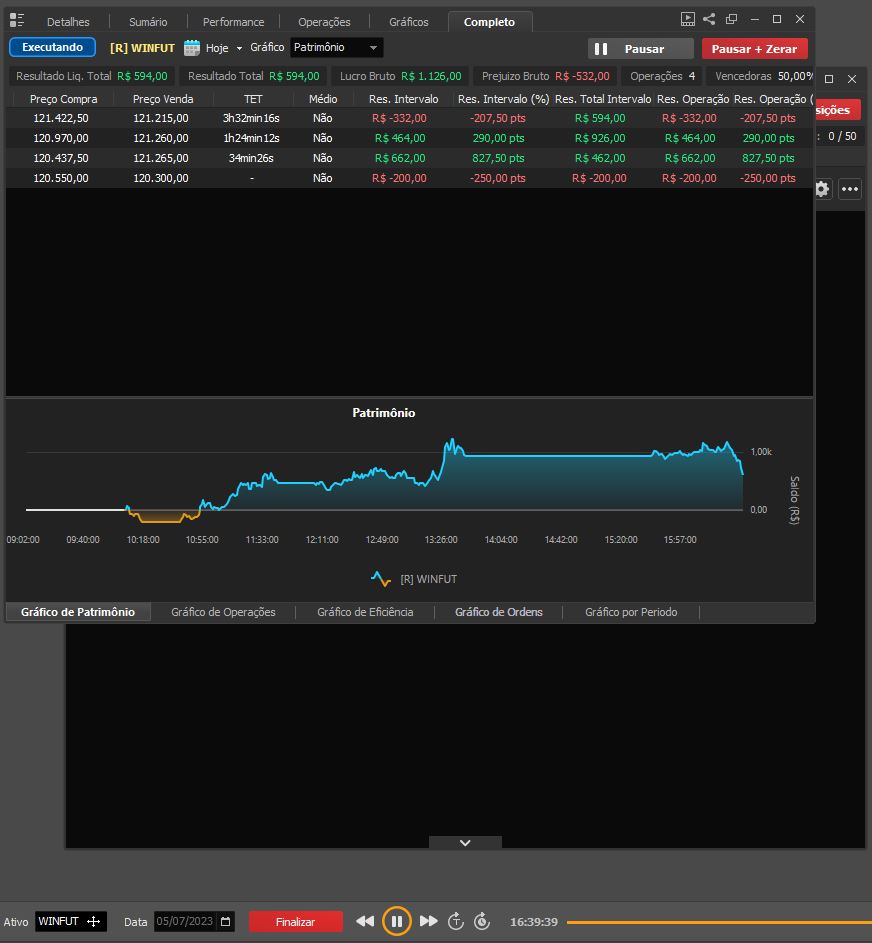 Detalhes Sumário Performance Operações Gráficos Completo
Executando [R] WINFUT Hoje Gráfico Patrimônio Pausar Pausar + Zerar
Resultado Liq. Total R$ 594,00 Resultado Total R$ 594,00 Lucro Bruto R$ 1.126,00 Prejuizo Bruto R$ -532,00 Operações 4 Vencedoras 50,00%
sições
: 0 / 50
Preço Compra Preço Venda TET Médio Res. Intervalo Res. Intervalo (%) Res. Total Intervalo Res. Operação Res. Operação (
121.422,50 121.215,00 3h32min16s Não R$ -332,00 -207,50 pts R$ 594,00 R$ -332,00 -207,50 pts
120.970,00 121.260,00 1h24min12s Não R$ 464,00 290,00 pts R$ 926,00 R$ 464,00 290,00 pts
120.437,50 121.265,00 34min26s Não R$ 662,00 827,50 pts R$ 462,00 R$ 662,00 827,50 pts
120.550,00 120.300,00 - Não R$ -200,00 -250,00 pts R$ -200,00 R$ -200,00 -250,00 pts
Patrimônio
1,00k
0,00
Saldo (R$)
09:02:00 09:40:00 10:18:00 10:55:00 11:33:00 12:11:00 12:49:00 13:26:00 14:04:00 14:42:00 15:20:00 15:57:00
[R] WINFUT
Gráfico de Patrimônio Gráfico de Operações Gráfico de Eficiência Gráfico de Ordens Gráfico por Periodo
Ativo WINFUT Data 05/07/2023 Finalizar T 16:39:39